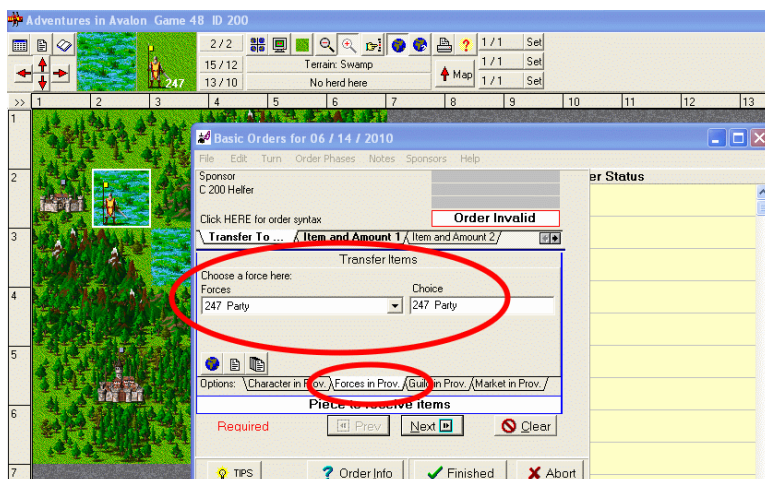 Adventures in Avalon Game 48 ID 200
2 / 2
1 / 1 Set
15 / 12 Terrain: Swamp
1 / 1 Set
Map
247
13 / 10 No herd here
1 / 1 Set
>> 1 2 3 4 5 6 7 8 9 10 11 12 13
1
Basic Orders for 06 / 14 / 2010
File Edit Turn Order Phases Notes Sponsors Help
2
Sponsor
er Status
C 200 Helfer
Click HERE for order syntax
Order Invalid
3
Transfer To ... Item and Amount 1 Item and Amount 2
Transfer Items
Choose a force here:
4
Forces Choice
247 Party 247 Party
5
Options: Character in Prov. Forces in Prov. Guild in Prov. Market in Prov.
Piece to receive items
6
Required Prev Next Clear
7
TIPS ? Order Info Finished Abort